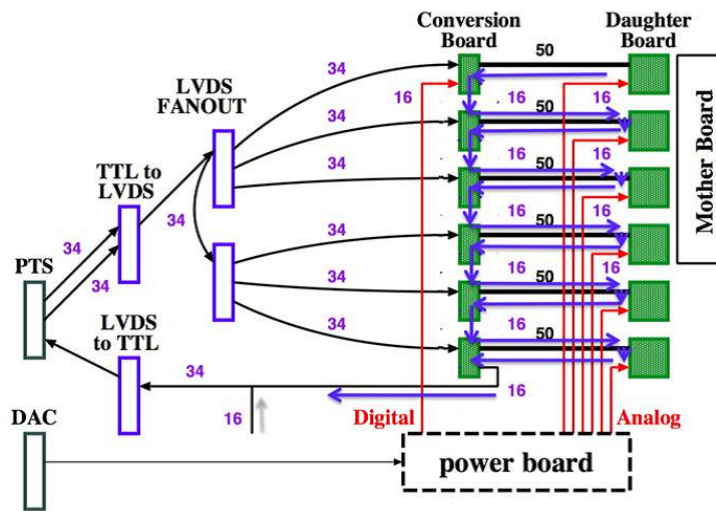 Conversion
Board
50
Daughter
Board
34
LVDS
FANOUT
16
16
16
34
50
Mother Board
34
16
16
50
TTL to
LVDS
34
16
16
50
34
34
16
16
50
PTS
34
34
16
50
LVDS
to TTL
34
16
50
34
16
16
DAC
Digital
Analog
power board